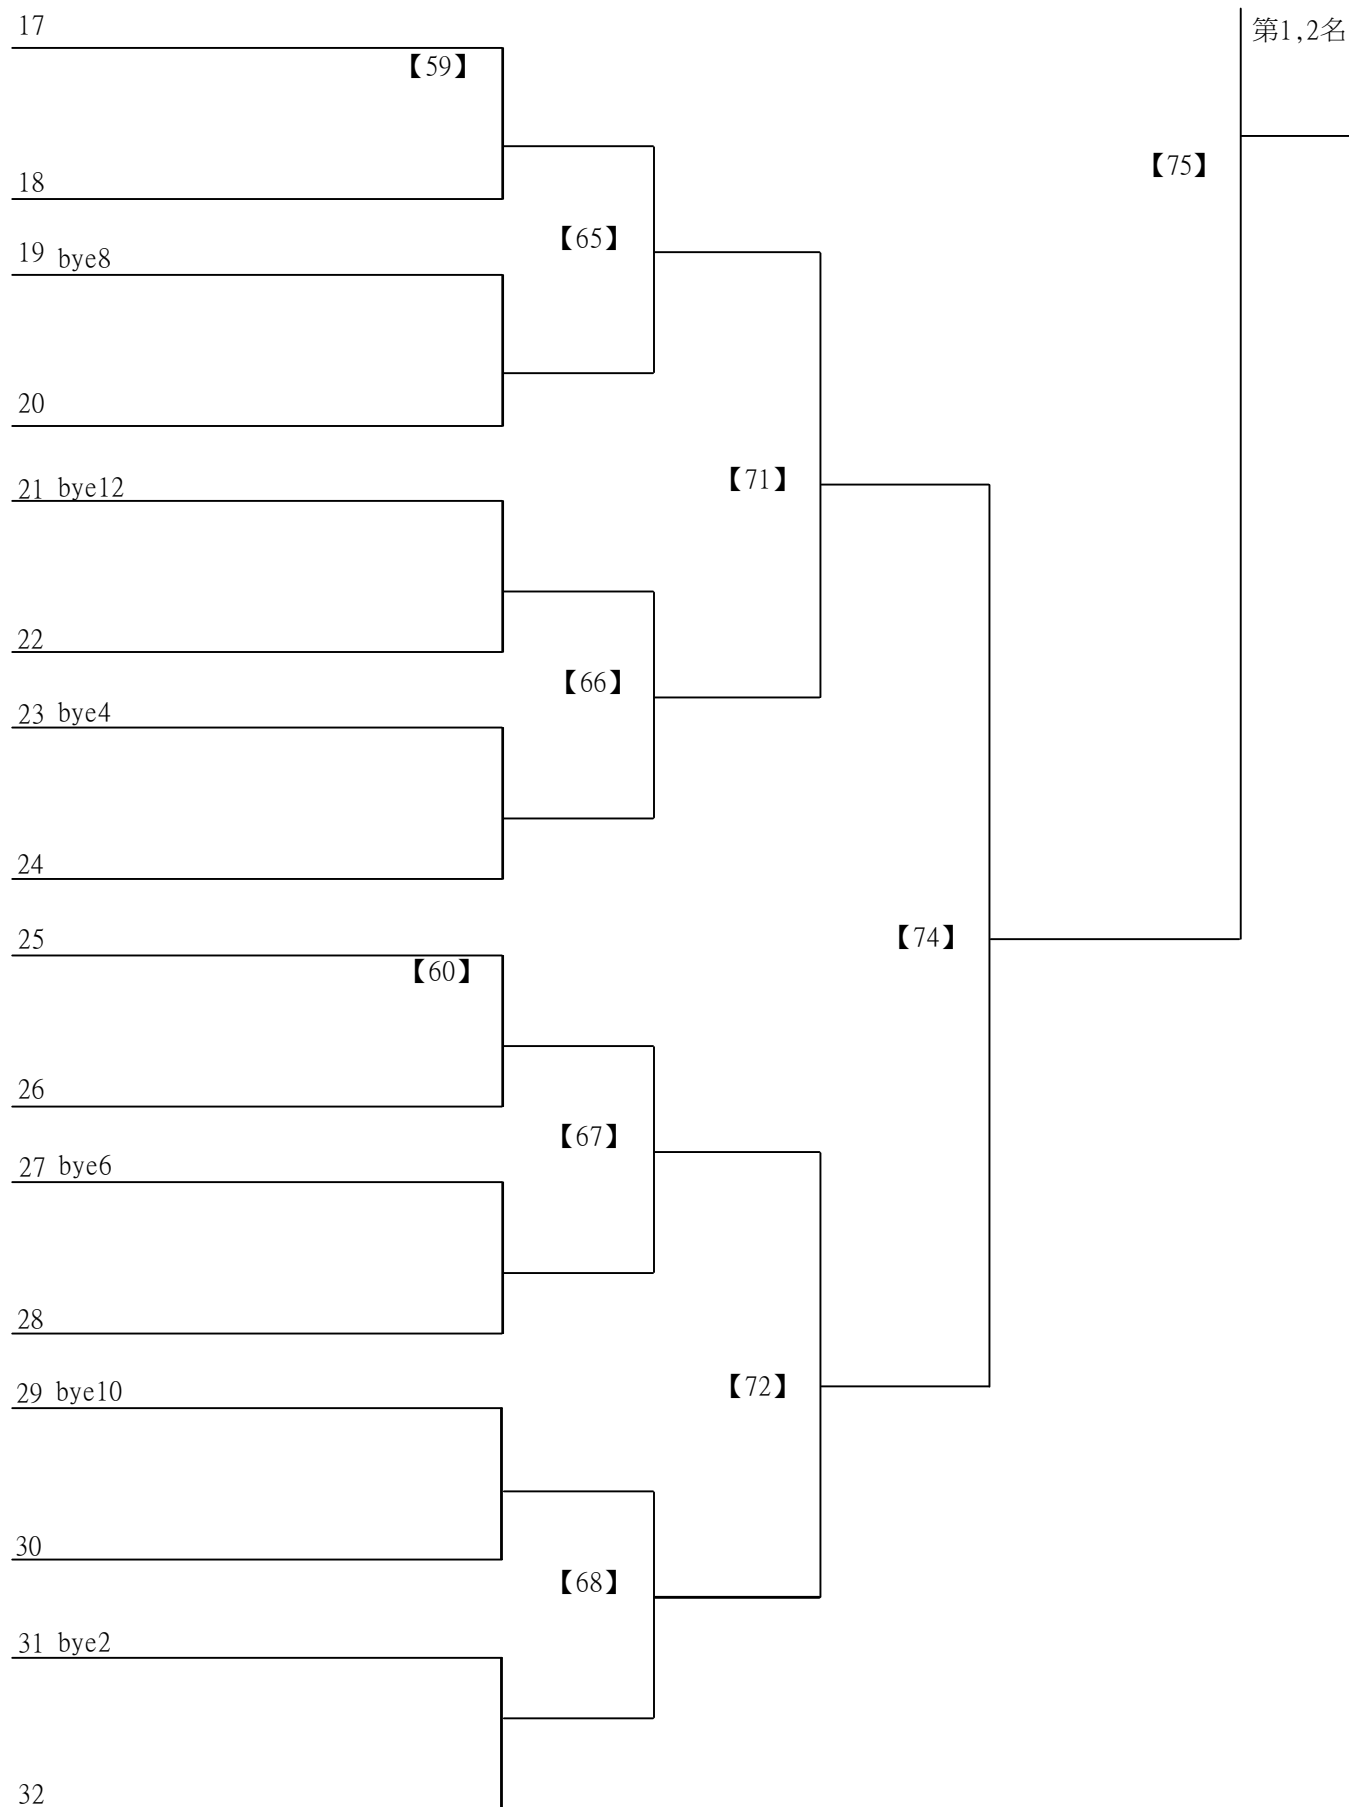 17
第1,2名
【59】
【75】
18
【65】
19 bye8
20
【71】
21 bye12
22
【66】
23 bye4
24
25
【74】
【60】
26
【67】
27 bye6
28
【72】
29 bye10
30
【68】
31 bye2
32